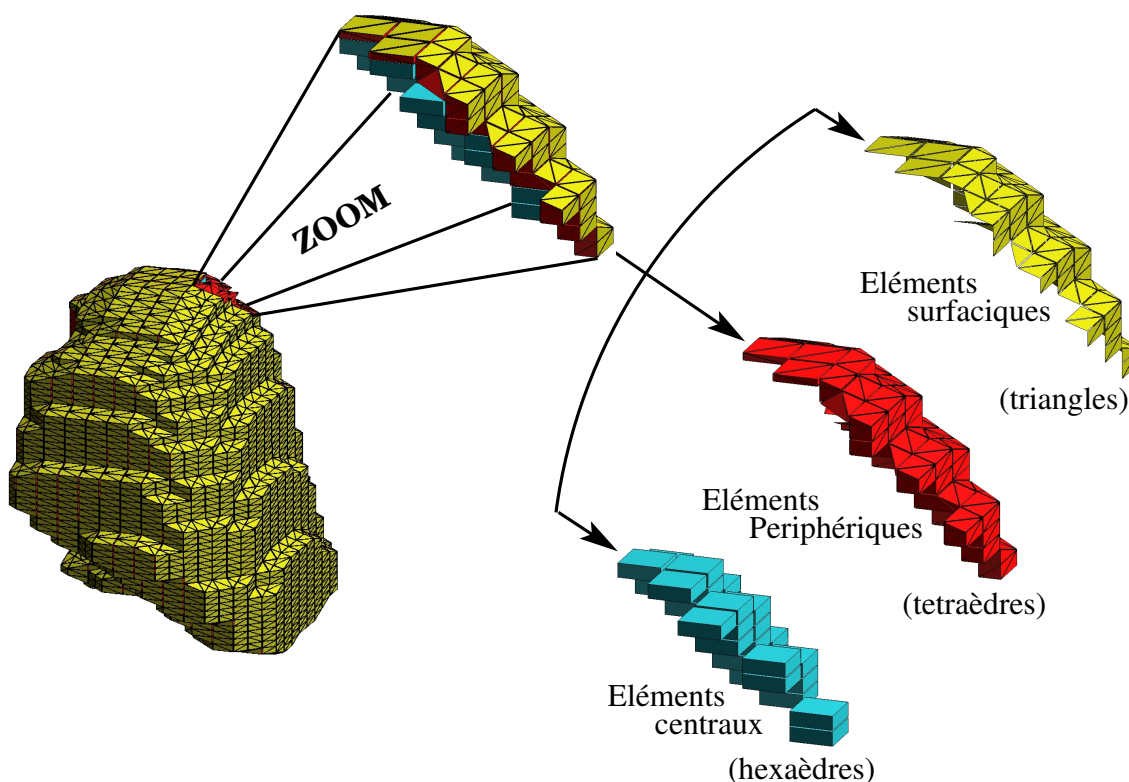 ZOOM
Eléments
surfaciques
(triangles)
Eléments
Periphériques
(tetraèdres)
Eléments
centraux
(hexaèdres)